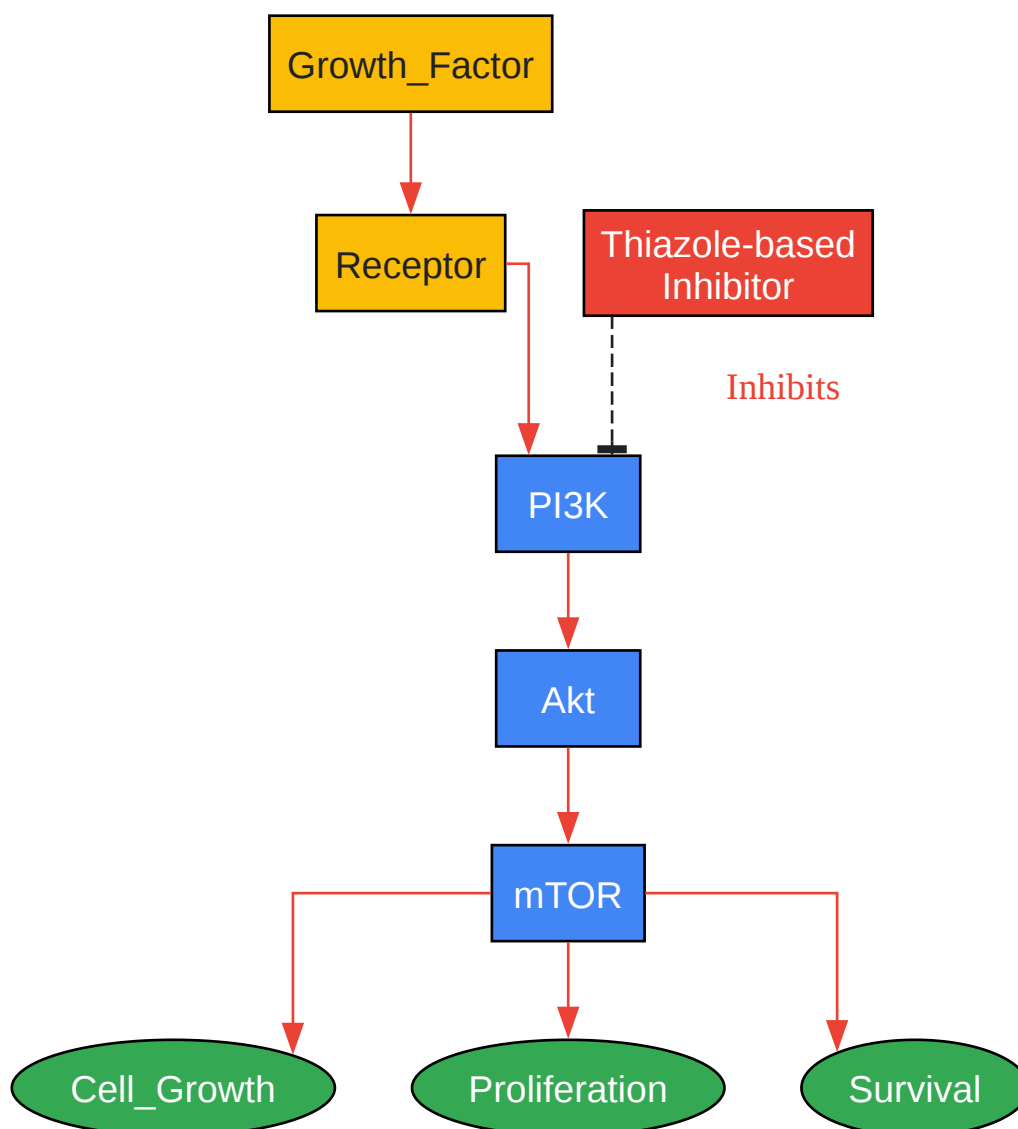 Growth_Factor
Receptor
Thiazole-based
Inhibitor
Inhibits
PI3K
Akt
mTOR
Cell_Growth
Proliferation
Survival